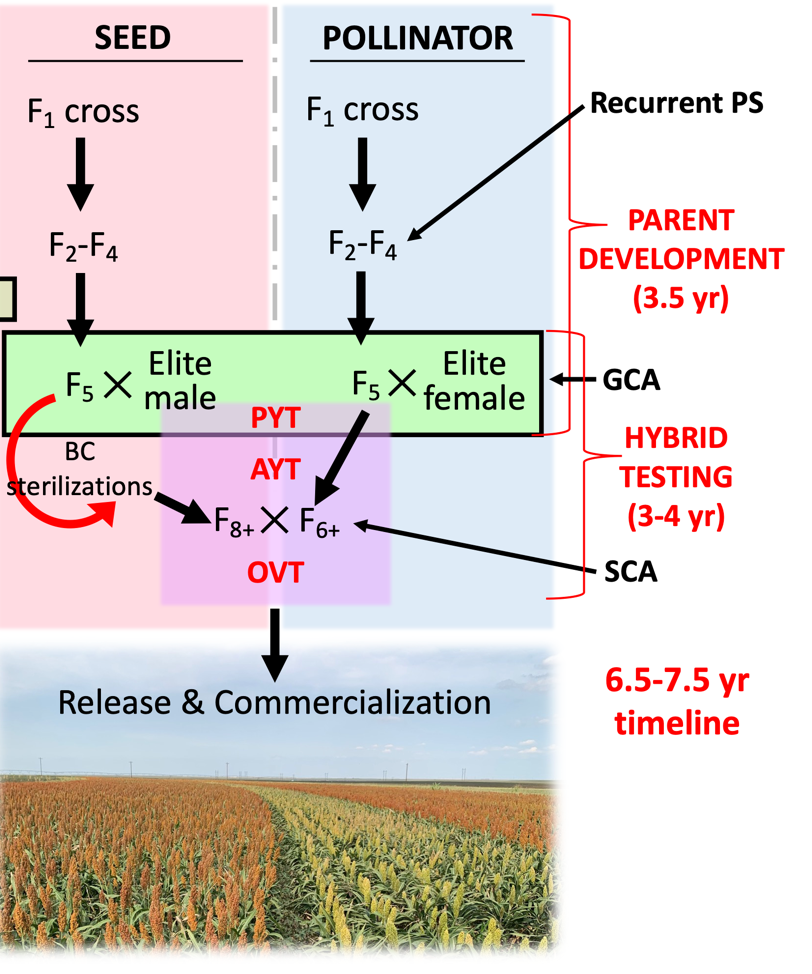 SEED
POLLINATOR
F₁ cross
F₁ cross
Recurrent PS
F₂-F₄
F₂-F₄
PARENT
DEVELOPMENT
(3.5 yr)
F₅ X Elite
male
F₅ X Elite
female
GCA
PYT
HYBRID
TESTING
(3-4 yr)
BC
sterilizations
AYT
F₈₊ X F₆₊
SCA
OVT
Release & Commercialization
6.5-7.5 yr
timeline